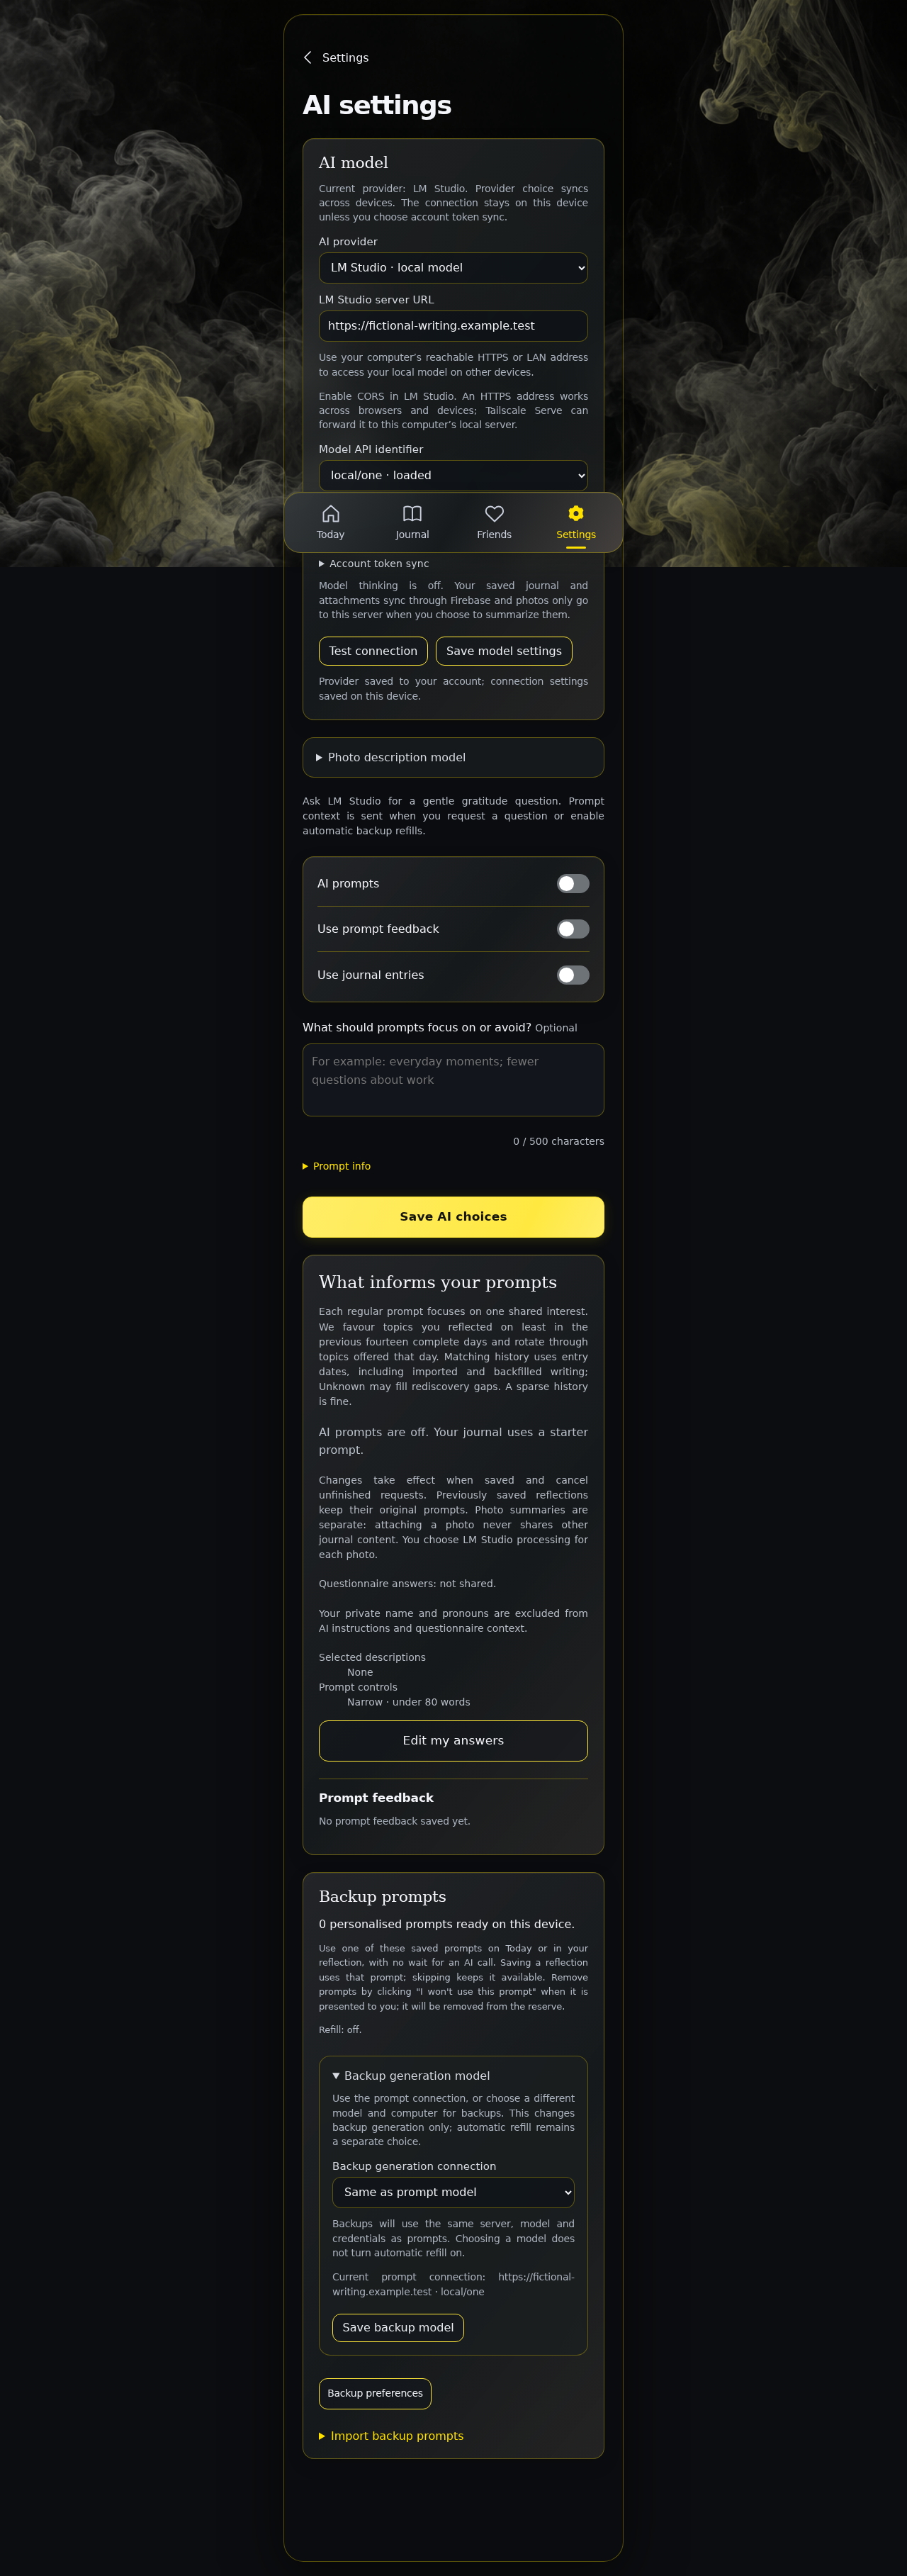 Settings
AI settings
AI model
Current provider: LM Studio. Provider choice syncs
across devices. The connection stays on this device
unless you choose account token sync.
AI provider
LM Studio · local model
LM Studio server URL
https://fictional-writing.example.test
Use your computer’s reachable HTTPS or LAN address
to access your local model on other devices.
Enable CORS in LM Studio. An HTTPS address works
across browsers and devices; Tailscale Serve can
forward it to this computer’s local server.
Model API identifier
local/one · loaded
Today
Journal
Friends
Settings
Account token sync
Model thinking is off. Your saved journal and
attachments sync through Firebase and photos only go
to this server when you choose to summarize them.
Test connection
Save model settings
Provider saved to your account; connection settings
saved on this device.
Photo description model
Ask LM Studio for a gentle gratitude question. Prompt
context is sent when you request a question or enable
automatic backup refills.
AI prompts
Use prompt feedback
Use journal entries
What should prompts focus on or avoid? Optional
For example: everyday moments; fewer
questions about work
0 / 500 characters
Prompt info
Save AI choices
What informs your prompts
Each regular prompt focuses on one shared interest.
We favour topics you reflected on least in the
previous fourteen complete days and rotate through
topics offered that day. Matching history uses entry
dates, including imported and backfilled writing;
Unknown may fill rediscovery gaps. A sparse history
is fine.
AI prompts are off. Your journal uses a starter
prompt.
Changes take effect when saved and cancel
unfinished requests. Previously saved reflections
keep their original prompts. Photo summaries are
separate: attaching a photo never shares other
journal content. You choose LM Studio processing for
each photo.
Questionnaire answers: not shared.
Your private name and pronouns are excluded from
AI instructions and questionnaire context.
Selected descriptions
None
Prompt controls
Narrow · under 80 words
Edit my answers
Prompt feedback
No prompt feedback saved yet.
Backup prompts
0 personalised prompts ready on this device.
Use one of these saved prompts on Today or in your
reflection, with no wait for an AI call. Saving a reflection
uses that prompt; skipping keeps it available. Remove
prompts by clicking "I won't use this prompt" when it is
presented to you; it will be removed from the reserve.
Refill: off.
Backup generation model
Use the prompt connection, or choose a different
model and computer for backups. This changes
backup generation only; automatic refill remains
a separate choice.
Backup generation connection
Same as prompt model
Backups will use the same server, model and
credentials as prompts. Choosing a model does
not turn automatic refill on.
Current prompt connection: https://fictional-
writing.example.test · local/one
Save backup model
Backup preferences
Import backup prompts